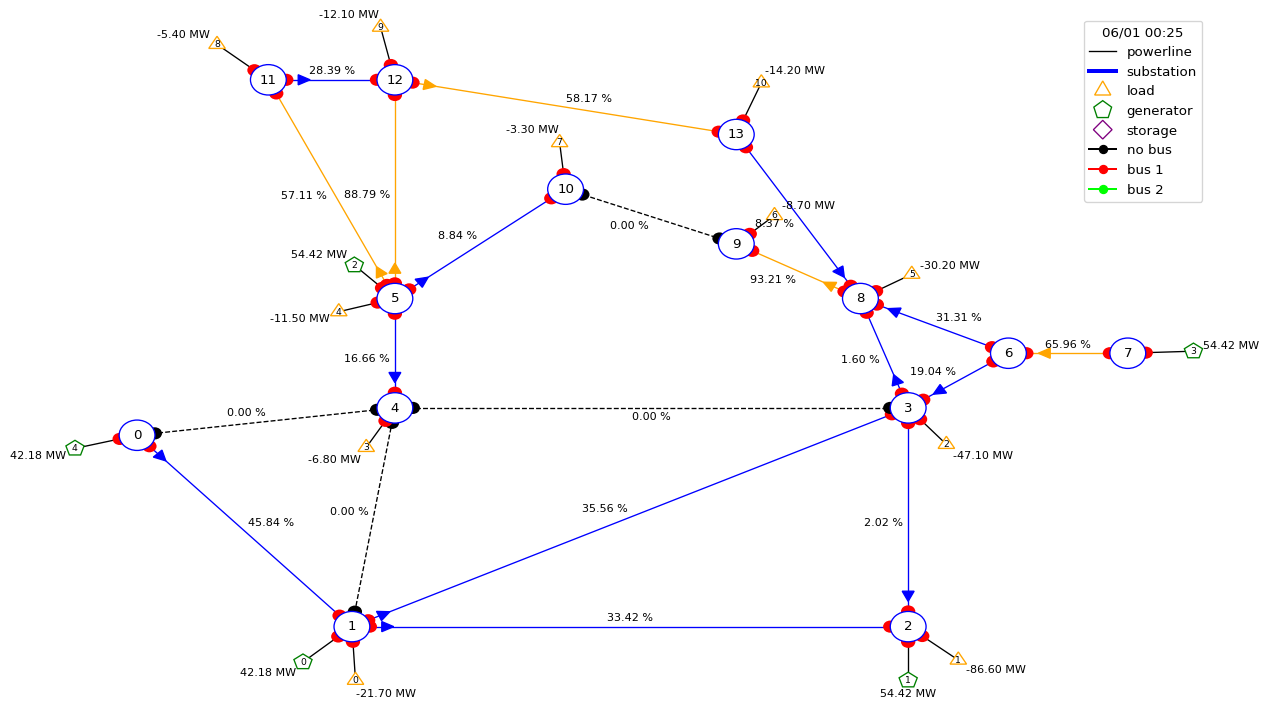 06/01 00:25
powerline
substation
load
generator
storage
no bus
bus 1
bus 2
-12.10 MW
9
-5.40 MW
8
11
28.39 %
12
-14.20 MW
10
58.17 %
13
-3.30 MW
7
10
57.11 %
88.79 %
-8.70 MW
6
8.37 %
0.00 %
8.84 %
9
54.42 MW
2
93.21 %
-30.20 MW
5
5
8
-11.50 MW
4
31.31 %
16.66 %
1.60 %
19.04 %
6
65.96 %
7
3
54.42 MW
0.00 %
4
0.00 %
3
0
4
42.18 MW
-6.80 MW
3
2
-47.10 MW
0.00 %
35.56 %
45.84 %
2.02 %
33.42 %
1
2
42.18 MW
0
0
-21.70 MW
1
54.42 MW
1
-86.60 MW